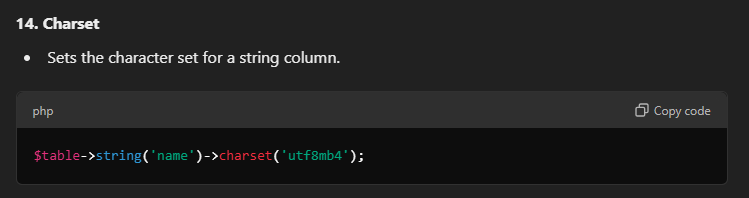 14. Charset
• Sets the character set for a string column.
php
Copy code
$table->string('name')->charset('utf8mb4');